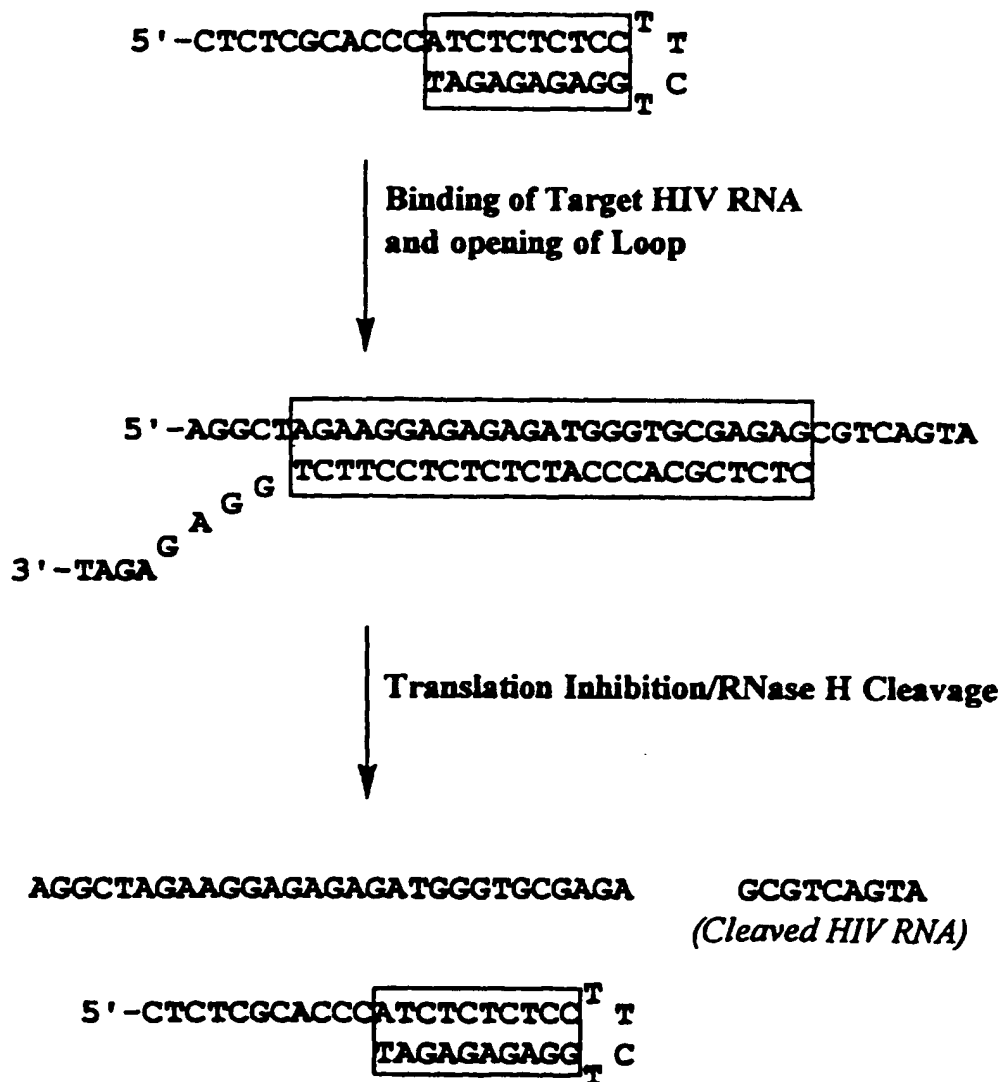 5'-CTCTCGCACCCATCTCTCTCC T T
TAGAGAGAGG T C
Binding of Target HIV RNA
and opening of Loop
5'-AGGCTAGAAGGAGAGAGATGGGTGCGAGAGCGTCAGTA
TCTTCCTCTCTCTACCCACGCTCTC
G
G
A
G
3'-TAGA
Translation Inhibition/RNase H Cleavage
AGGCTAGAAGGAGAGAGATGGGTGCGAGA GCGTCAGTA
(Cleaved HIV RNA)
5'-CTCTCGCACCCATCTCTCTCC T T
TAGAGAGAGG T C